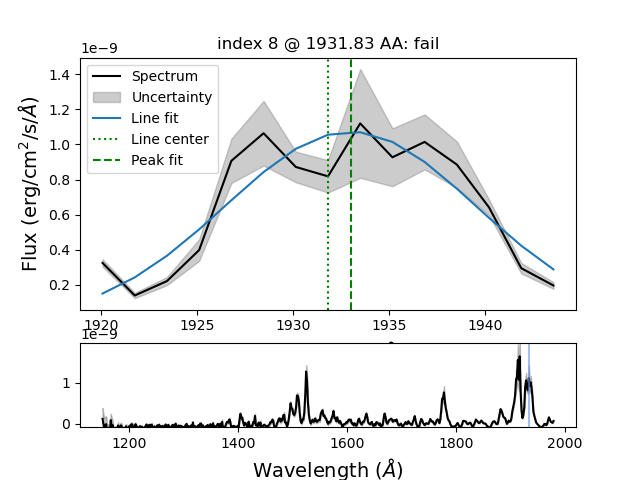 index 8 @ 1931.83 AA: fail
1e−9
Spectrum
Uncertainty
Line fit
Line center
Peak fit
Flux (erg/cm²/s/Å)
1.4
1.2
1.0
0.8
0.6
0.4
0.2
1920 1925 1930 1935 1940
1e−9
1
0
1200 1400 1600 1800 2000
Wavelength (Å)